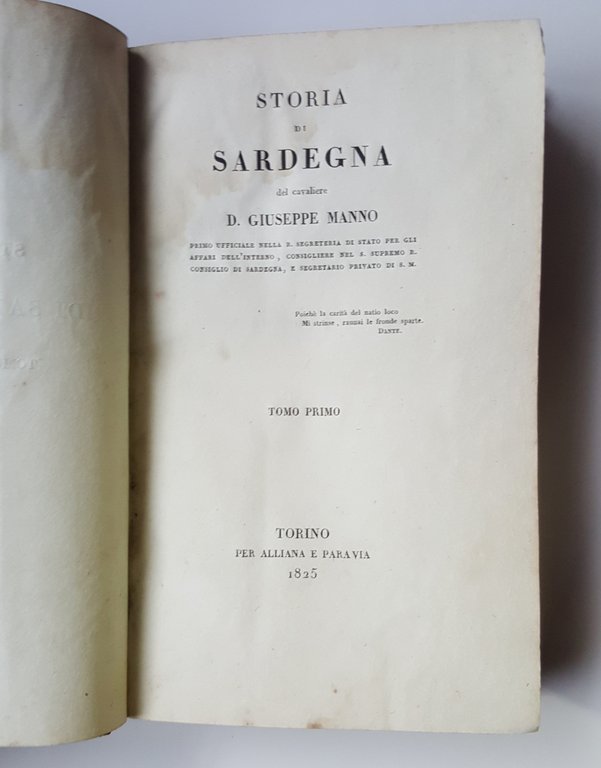 STORIA
DI
SARDEGNA
del cavaliere
D. GIUSEPPE MANNO
PRIMO UFFICIALE NELLA R. SEGRETERIA DI STATO PER GLI
AFFARI DELL'INTERNO, CONSIGLIERE NEL S. SUPREMO R.
CONSIGLIO DI SARDEGNA, E SEGRETARIO PRIVATO DI S. M.
Poichè la carità del natio loco
Mi strinse, raunai le fronde sparte.
DANTE.
TOMO PRIMO
TORINO
PER ALLIANA E PARAVIA
1825